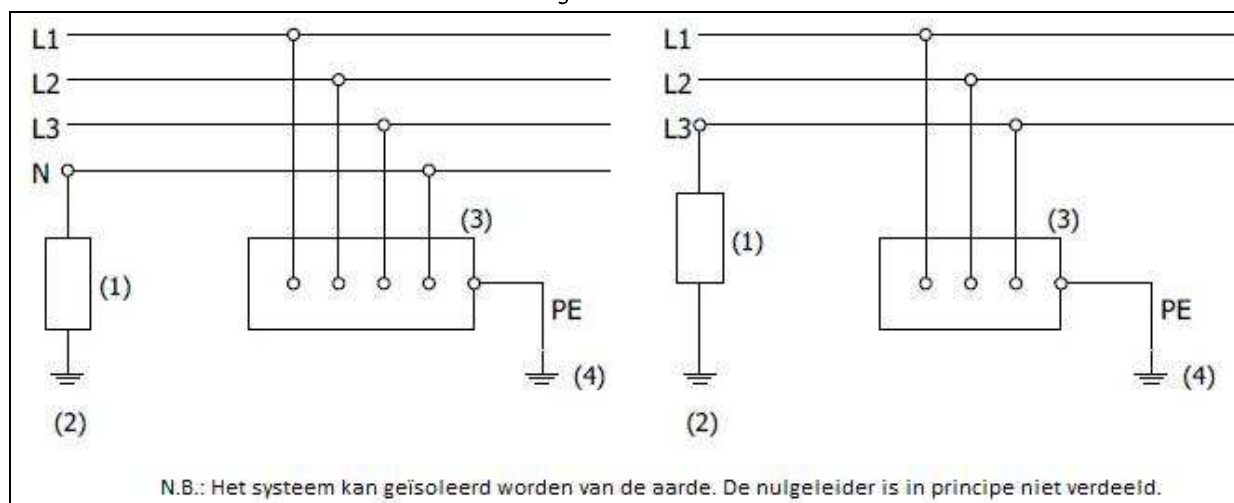 L1
L2
L3
N
(1)
(2)
(3)
PE
(4)
L1
L2
L3
(1)
(2)
(3)
PE
(4)
N.B.: Het systeem kan geïsoleerd worden van de aarde. De nulgeleider is in principe niet verdeeld.